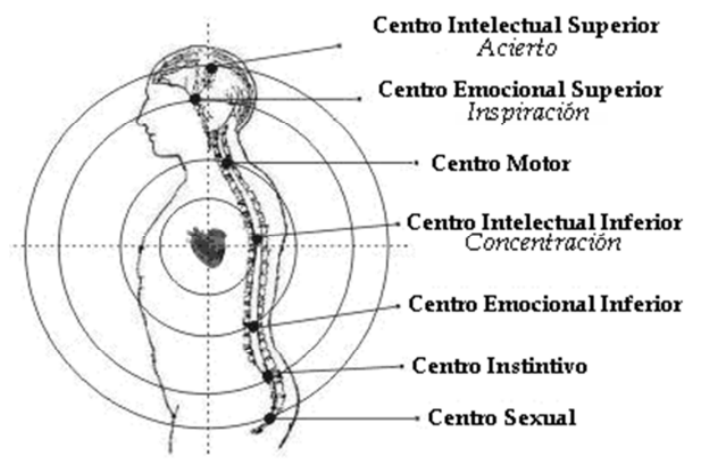 Centro Intelectual Superior
Acierto
Centro Emocional Superior
Inspiración
Centro Motor
Centro Intelectual Inferior
Concentración
Centro Emocional Inferior
Centro Instintivo
Centro Sexual